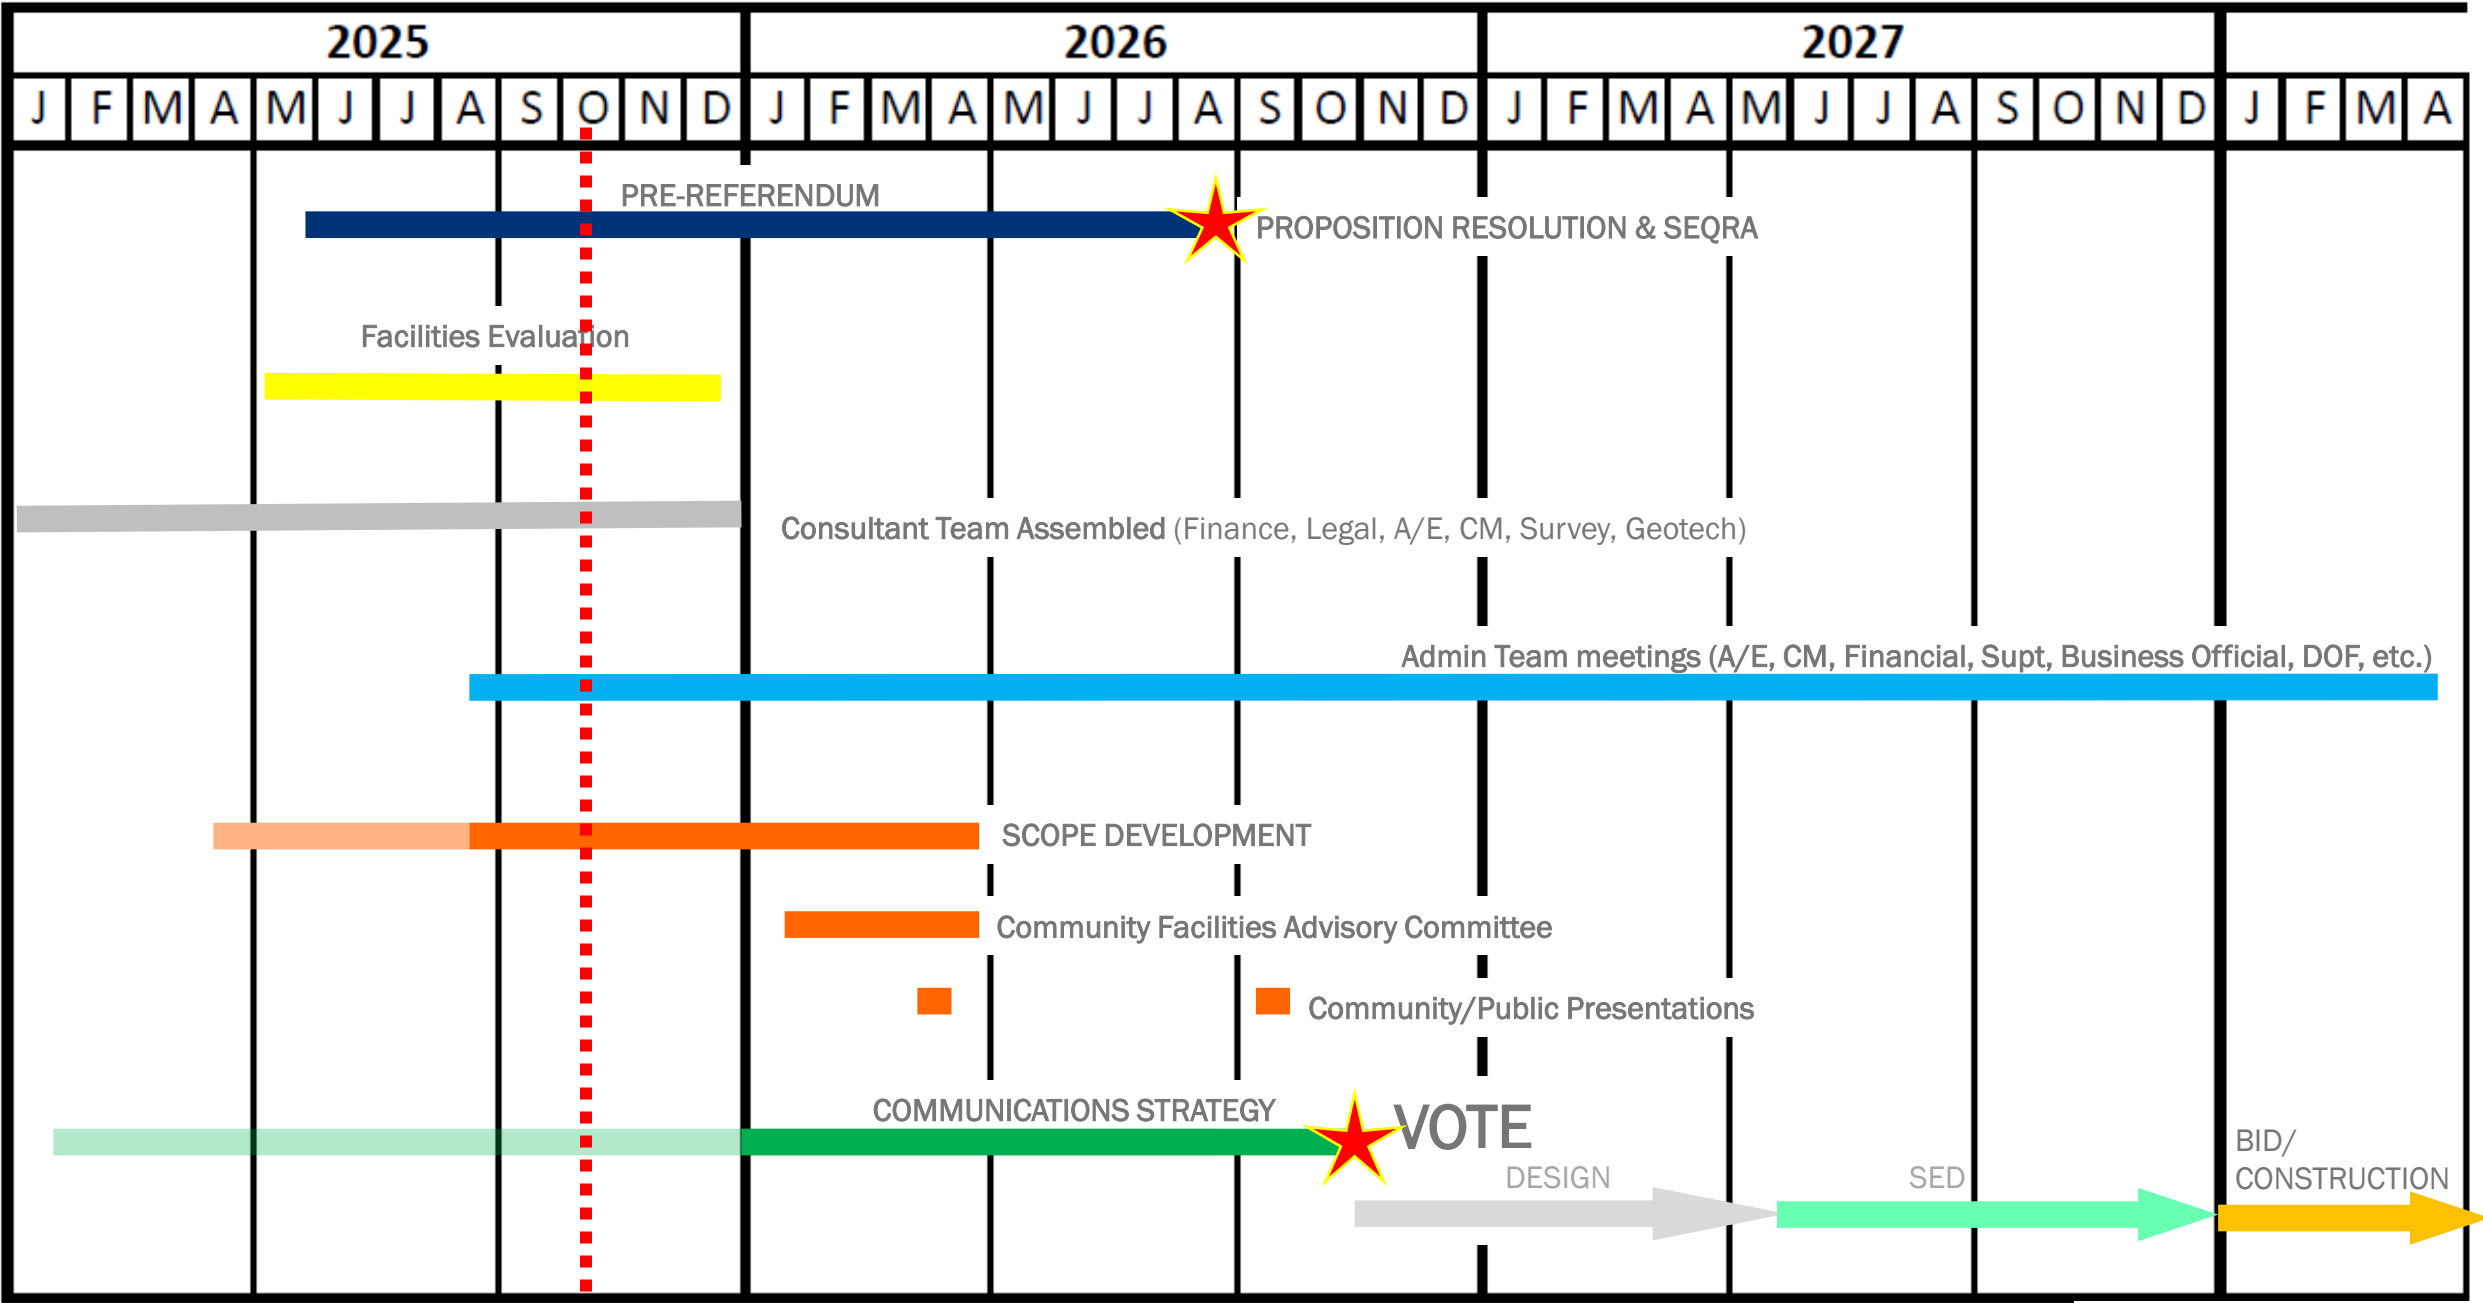 2025 2026 2027
J F M A M J J A S O N D J F M A M J J A S O N D J F M A M J J A S O N D J F M A
PRE-REFERENDUM
PROPOSITION RESOLUTION & SEQRA
Facilities Evaluation
Consultant Team Assembled (Finance, Legal, A/E, CM, Survey, Geotech)
Admin Team meetings (A/E, CM, Financial, Supt, Business Official, DOF, etc.)
SCOPE DEVELOPMENT
Community Facilities Advisory Committee
Community/Public Presentations
COMMUNICATIONS STRATEGY
VOTE
DESIGN
SED
BID/
CONSTRUCTION